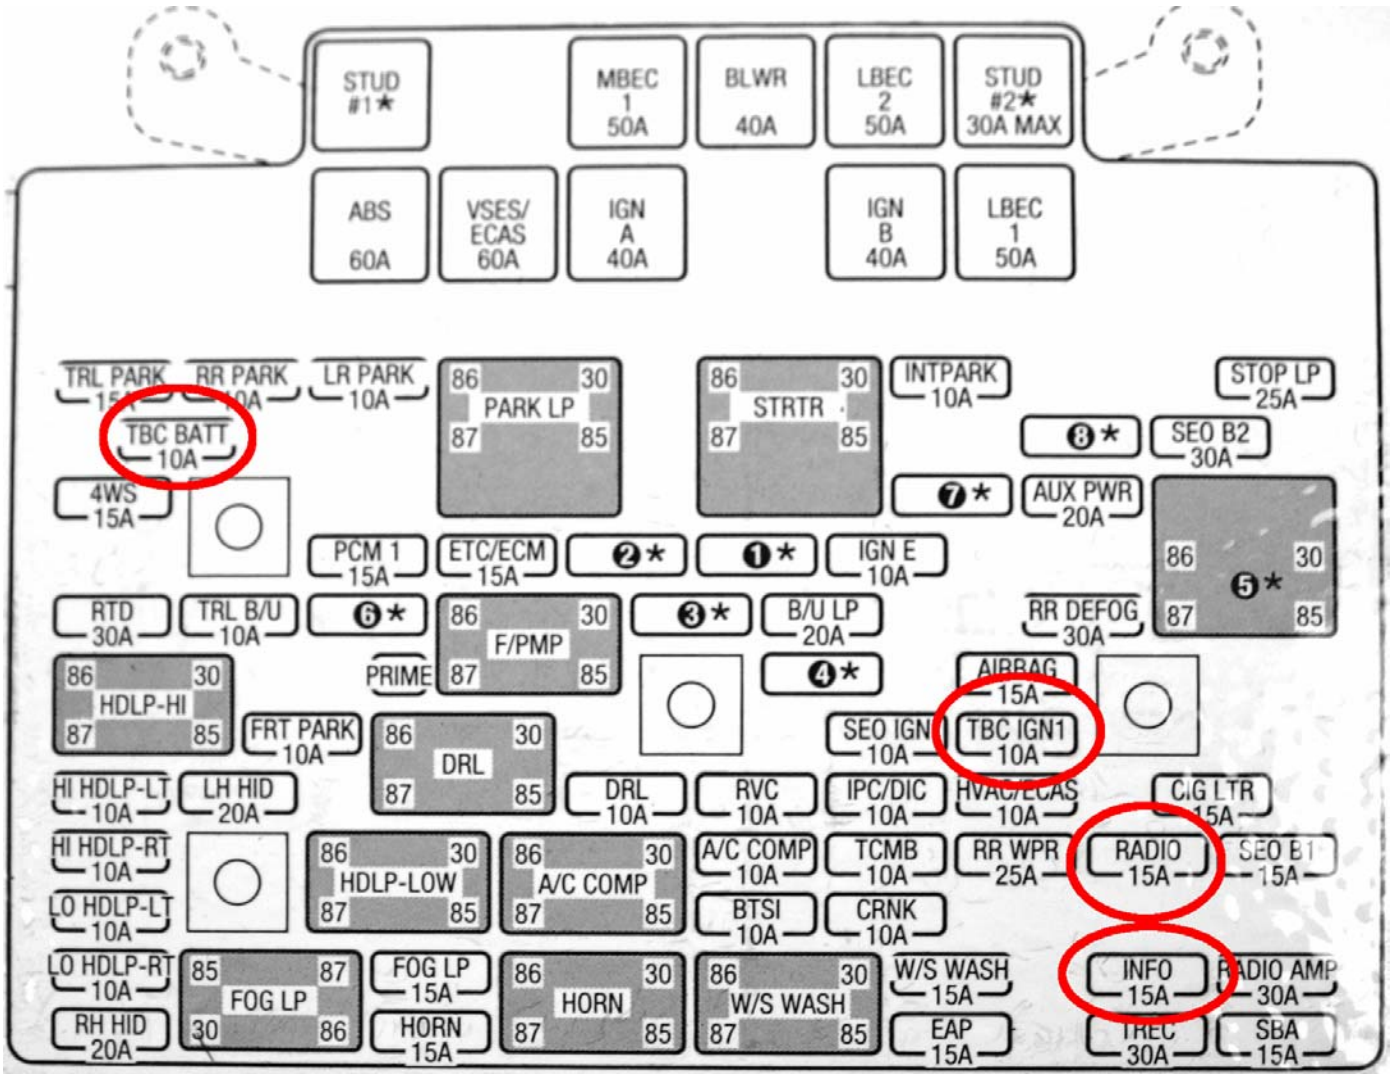 STUD
#1*
MBEC
1
50A
BLWR
40A
LBEC
2
50A
STUD
#2*
30A MAX
ABS
60A
VSES/
ECAS
60A
IGN
A
40A
IGN
B
40A
LBEC
1
50A
TRL PARK
15A
RR PARK
10A
LR PARK
10A
86 30
PARK LP
87 85
86 30
STRTR
87 85
INTPARK
10A
STOP LP
25A
TBC BATT
10A
❽*
SEO B2
30A
4WS
15A
❼*
AUX PWR
20A
PCM 1
15A
ETC/ECM
15A
❷*
❶*
IGN E
10A
86 30
❺*
87 85
RTD
30A
TRL B/U
10A
❻*
86 30
F/PMP
87 85
❸*
B/U LP
20A
RR DEFOG
30A
86 30
HDLP-HI
87 85
PRIME
❹*
AIRBAG
15A
FRT PARK
10A
86 30
DRL
87 85
SEO IGN
10A
TBC IGN1
10A
HI HDLP-LT
10A
LH HID
20A
DRL
10A
RVC
10A
IPC/DIC
10A
HVAC/ECAS
10A
CIG LTR
15A
HI HDLP-RT
10A
86 30
HDLP-LOW
87 85
86 30
A/C COMP
87 85
A/C COMP
10A
TCMB
10A
RR WPR
25A
RADIO
15A
SEO B1
15A
LO HDLP-LT
10A
BTSI
10A
CRNK
10A
LO HDLP-RT
10A
85 87
FOG LP
30 86
FOG LP
15A
86 30
HORN
87 85
86 30
W/S WASH
87 85
W/S WASH
15A
INFO
15A
RADIO AMP
30A
RH HID
20A
HORN
15A
EAP
15A
TREC
30A
SBA
15A